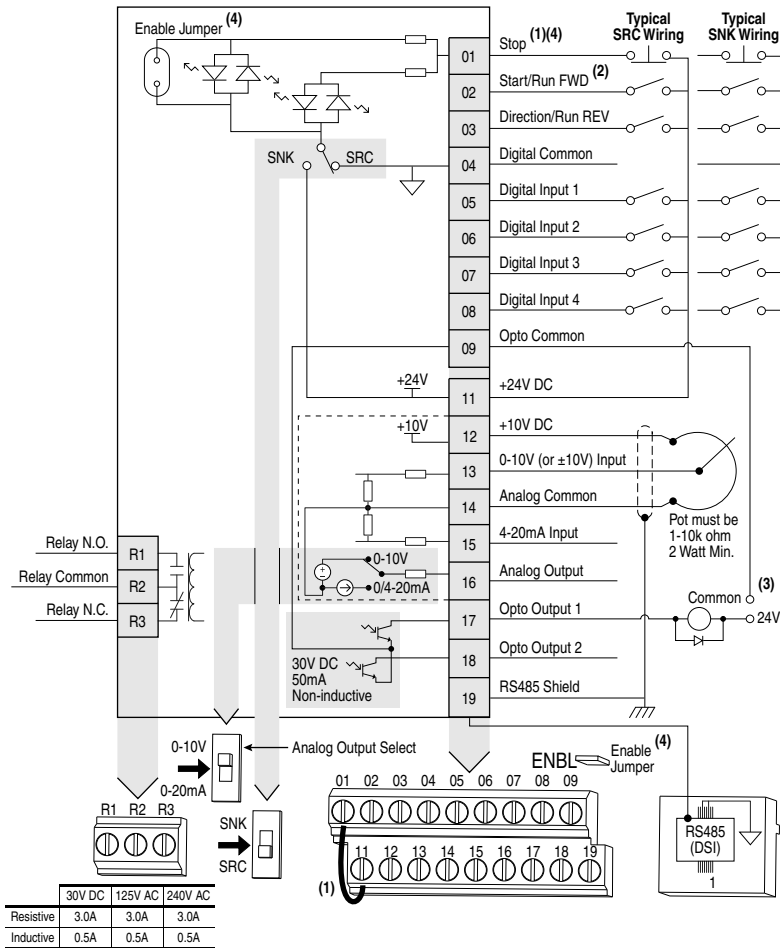 Enable Jumper (4)
Typical
SRC Wiring
Typical
SNK Wiring
01 Stop (1)(4)
02 Start/Run FWD (2)
03 Direction/Run REV
SNK SRC
04 Digital Common
05 Digital Input 1
06 Digital Input 2
07 Digital Input 3
08 Digital Input 4
09 Opto Common
+24V 11 +24V DC
+10V 12 +10V DC
13 0-10V (or ±10V) Input
14 Analog Common
15 4-20mA Input
Pot must be
1-10k ohm
2 Watt Min.
Relay N.O. R1
Relay Common R2
Relay N.C. R3
0-10V
0/4-20mA
16 Analog Output
Common (3)
24V
17 Opto Output 1
18 Opto Output 2
30V DC
50mA
Non-inductive
19 RS485 Shield
0-10V
0-20mA
Analog Output Select
ENBL Enable (4)
Jumper
01 02 03 04 05 06 07 08 09
11 12 13 14 15 16 17 18 19
(1)
R1 R2 R3
SNK
SRC
RS485
(DSI)
1
30V DC 125V AC 240V AC
Resistive 3.0A 3.0A 3.0A
Inductive 0.5A 0.5A 0.5A